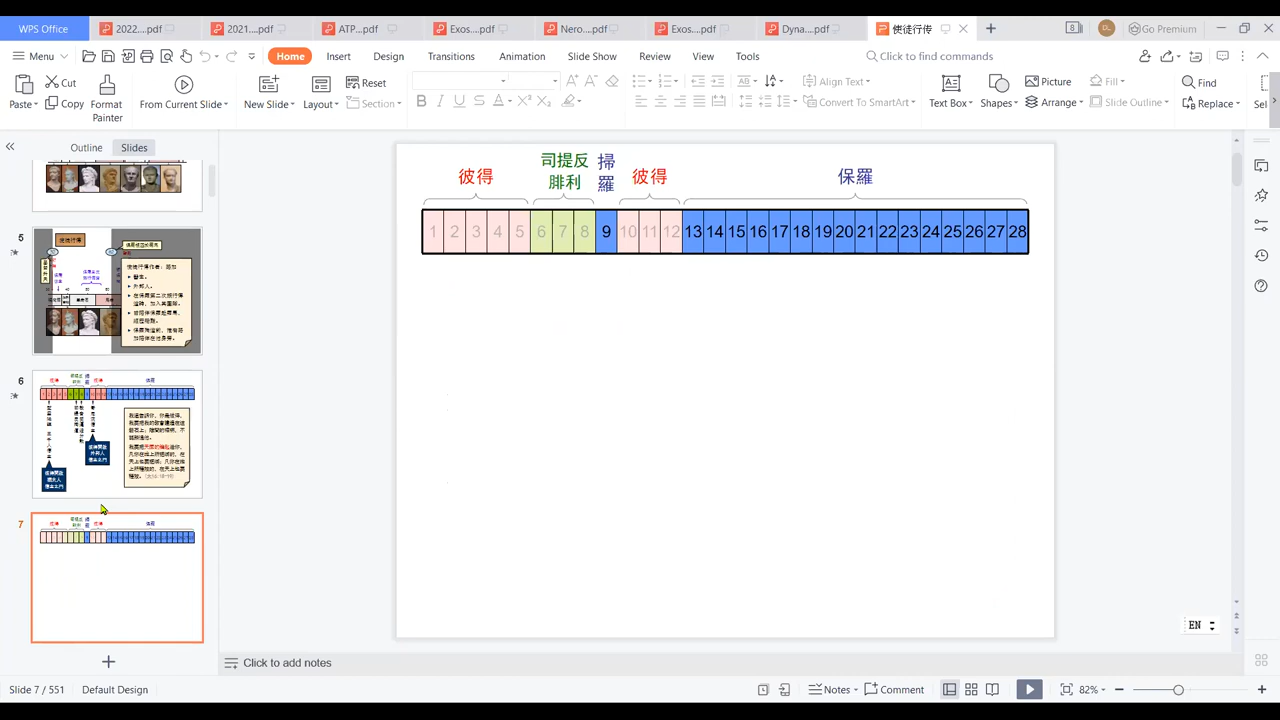 WPS Office
2022....pdf
2021)....pdf
ATP....pdf
Exos....pdf
Nero....pdf
Exos....pdf
Dyna....pdf
使徒行传
Go Premium
Menu
Home
Insert
Design
Transitions
Animation
Slide Show
Review
View
Tools
Click to find commands
Cut
Copy
Format
Painter
From Current Slide
New Slide
Layout
Reset
Section
Align Text
Convert To SmartArt
Text Box
Shapes
Picture
Arrange
Fill
Slide Outline
Find
Replace
Sel
Outline
Slides
5
6
7
彼得
司提反
腓利
掃
羅
彼得
保羅
1 2 3 4 5 6 7 8 9 10 11 12 13 14 15 16 17 18 19 20 21 22 23 24 25 26 27 28
EN
Click to add notes
Slide 7 / 551
Default Design
Notes
Comment
82%